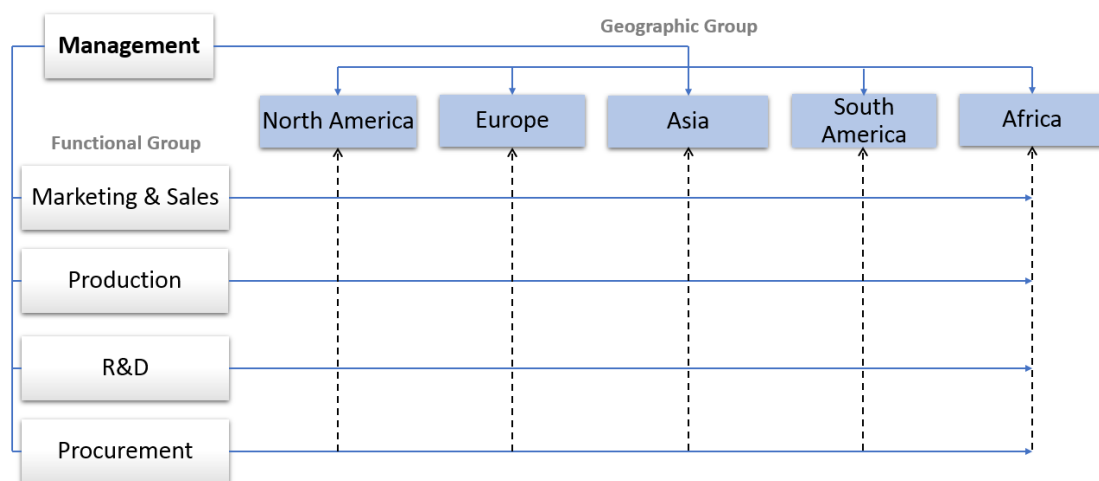 Geographic Group
Management
North America
Europe
Asia
South
America
Africa
Functional Group
Marketing & Sales
Production
R&D
Procurement